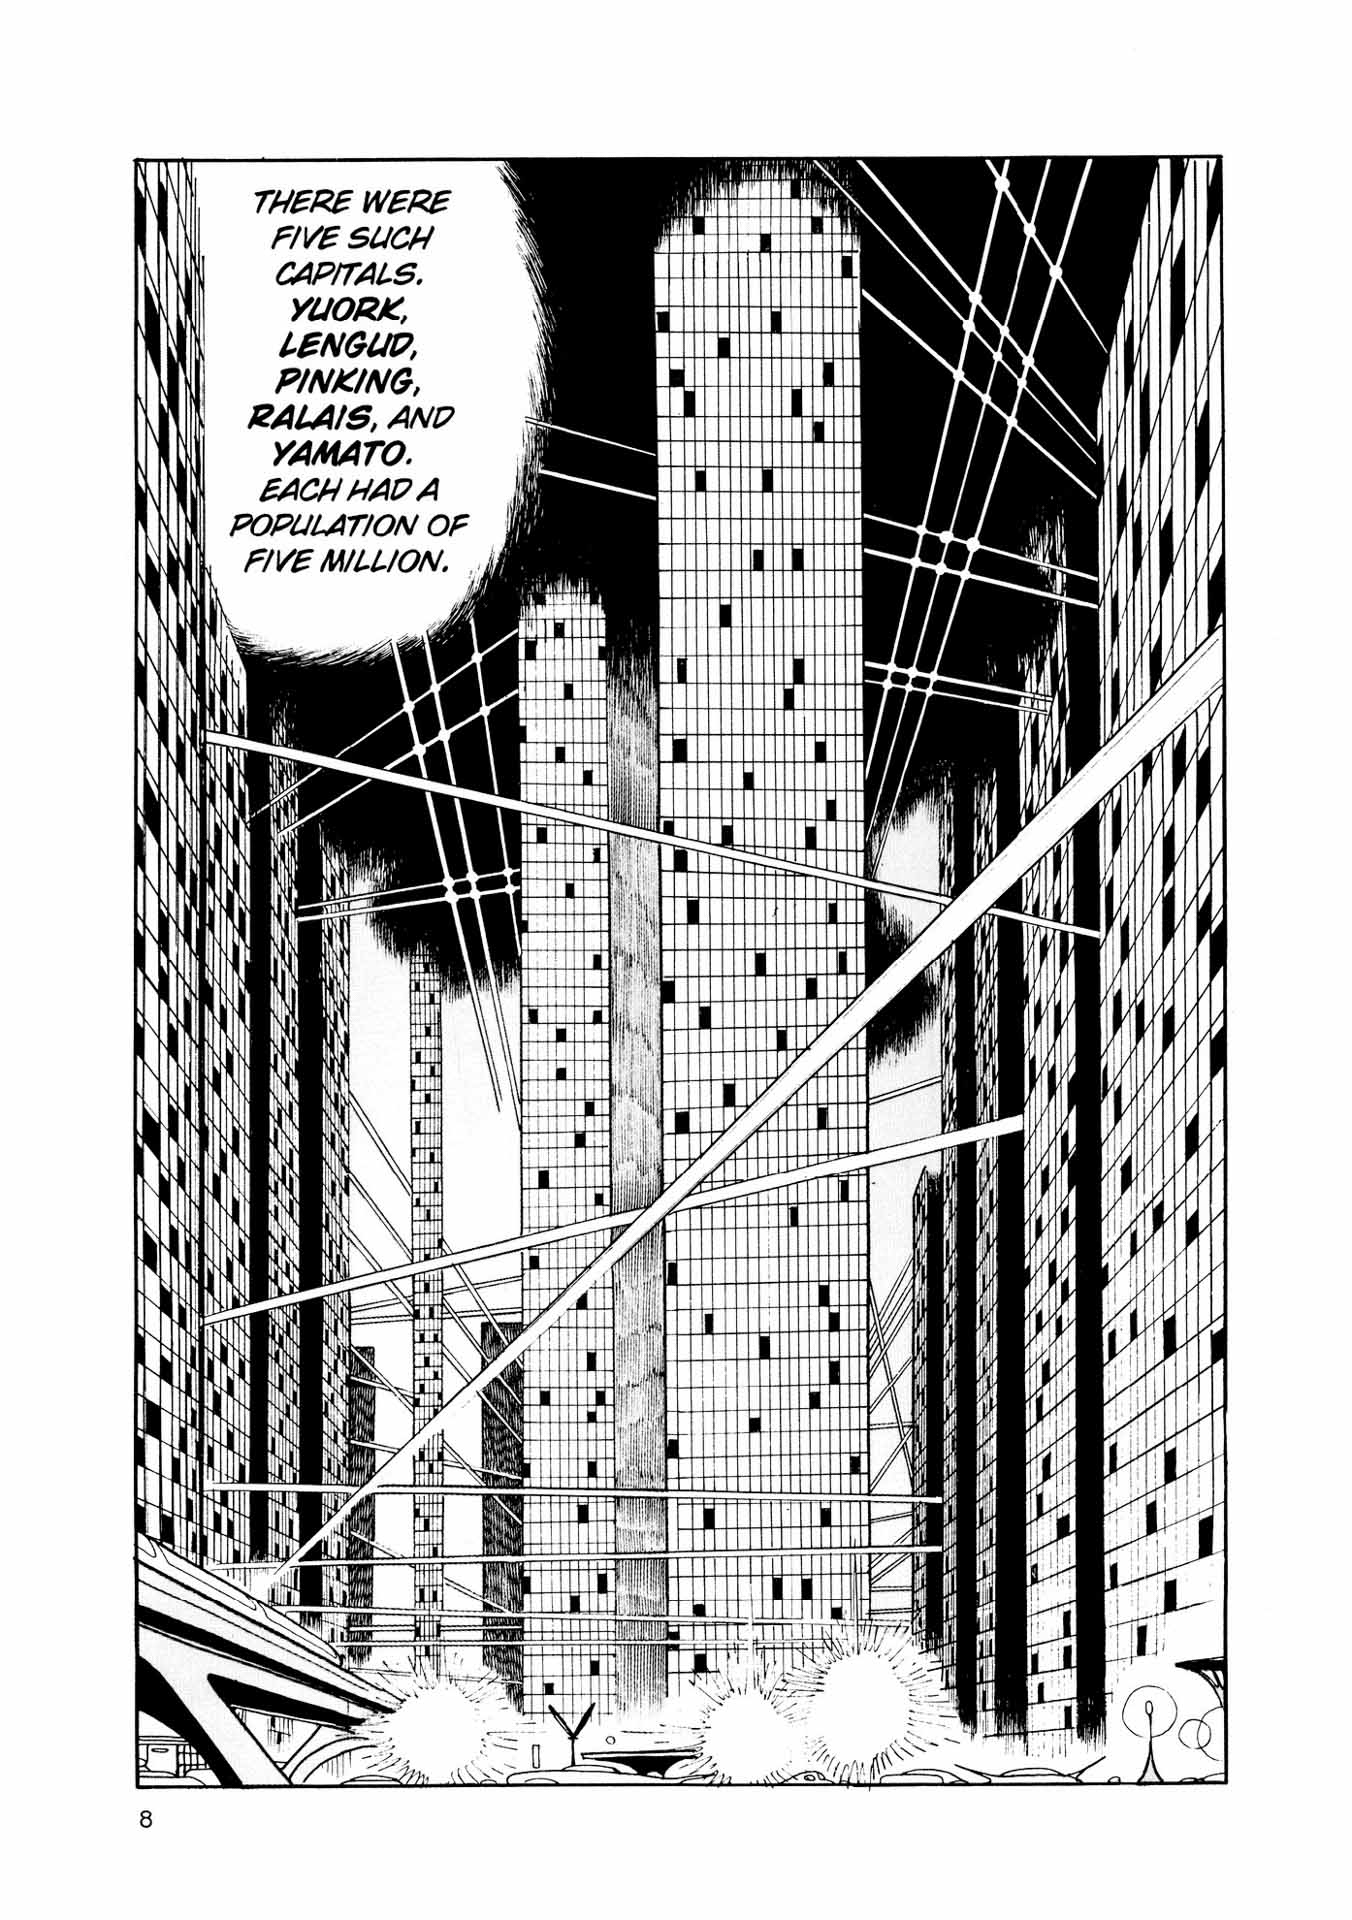 THERE WERE
FIVE SUCH
CAPITALS.
YUORK,
LENGUD,
PINKING,
RALAIS, AND
YAMATO.
EACH HAD A
POPULATION OF
FIVE MILLION.
8